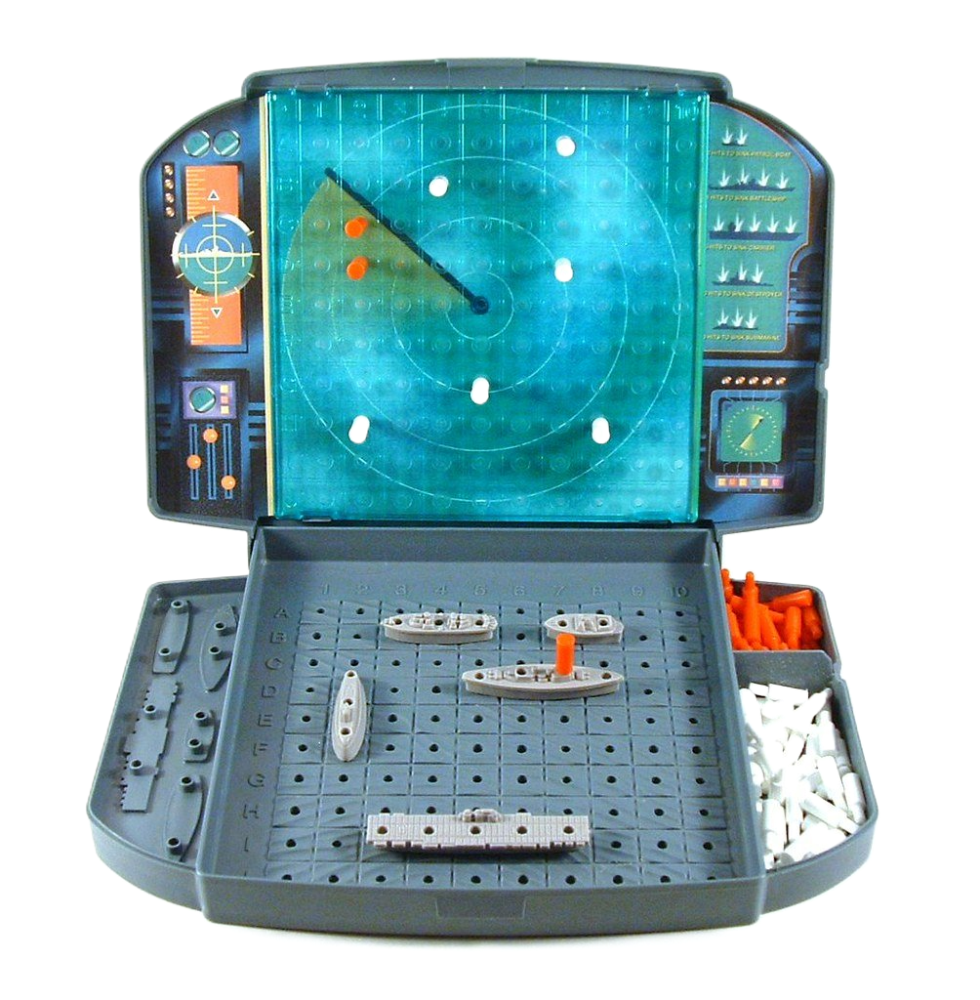 HITS TO SINK PATROL BOAT
HITS TO SINK BATTLESHIP
HITS TO SINK CARRIER
HITS TO SINK DESTROYER
HITS TO SINK SUBMARINE
1 2 3 4 5 6 7 8 9 10
A
B
C
D
E
F
G
H
I